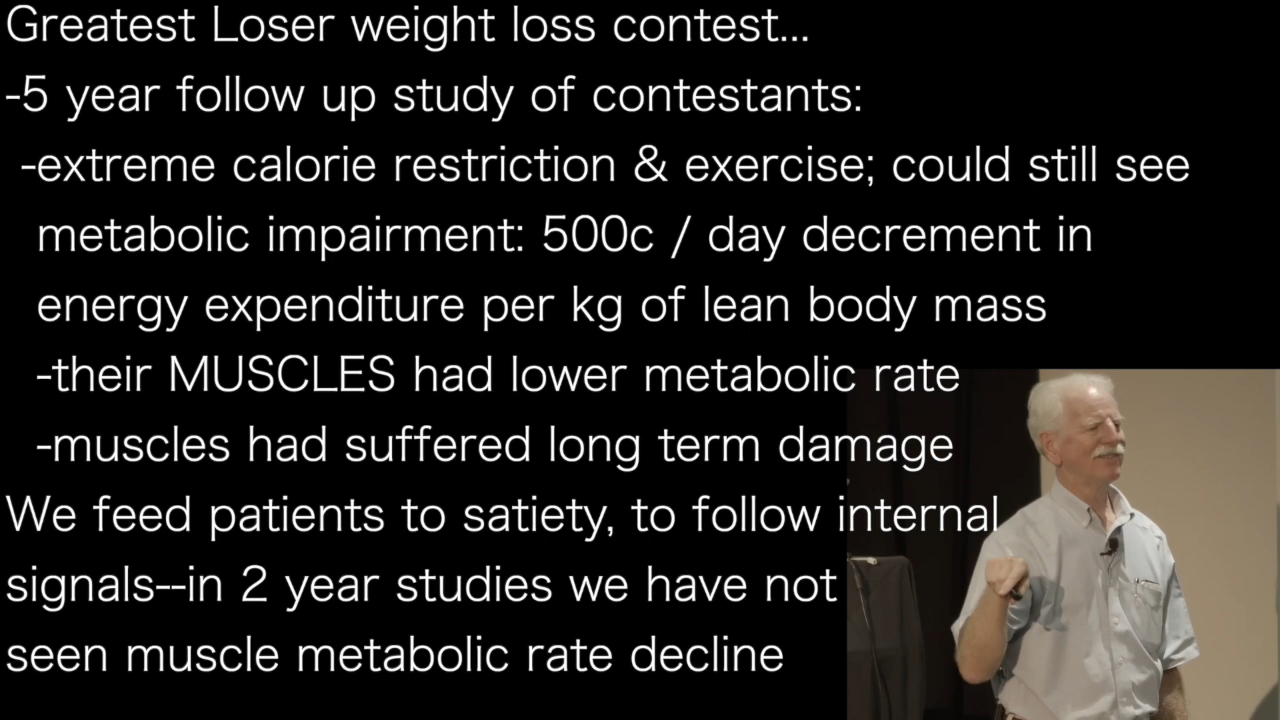 Greatest Loser weight loss contest...
-5 year follow up study of contestants:
-extreme calorie restriction & exercise; could still see
metabolic impairment: 500c / day decrement in
energy expenditure per kg of lean body mass
-their MUSCLES had lower metabolic rate
-muscles had suffered long term damage
We feed patients to satiety, to follow internal
signals--in 2 year studies we have not
seen muscle metabolic rate decline